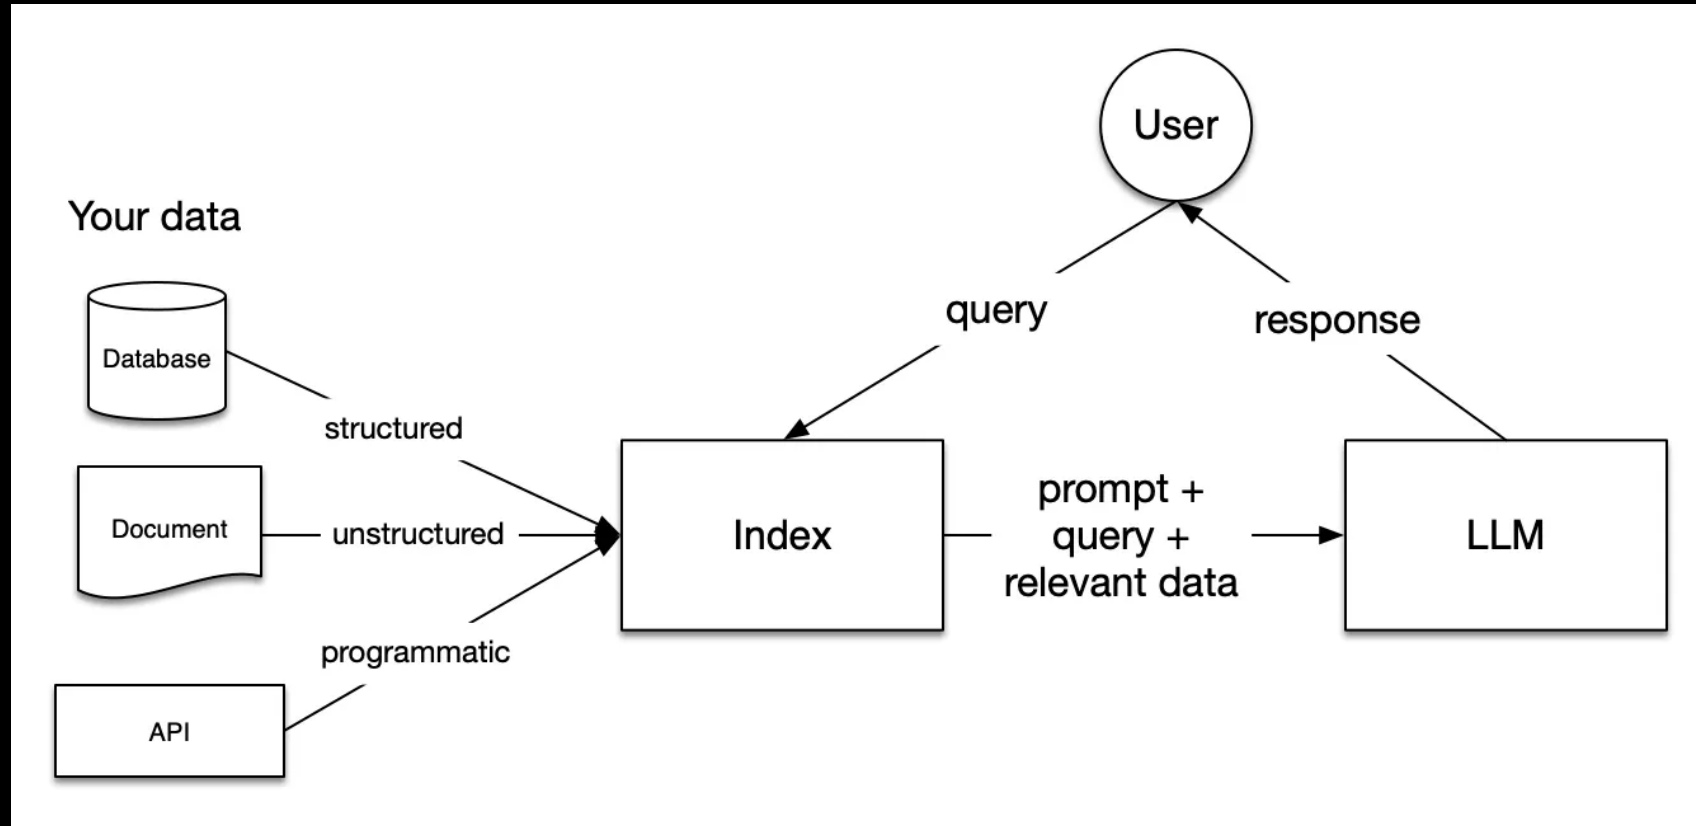 User
Your data
Database
query
response
structured
Document
unstructured
Index
prompt +
query +
relevant data
LLM
programmatic
API